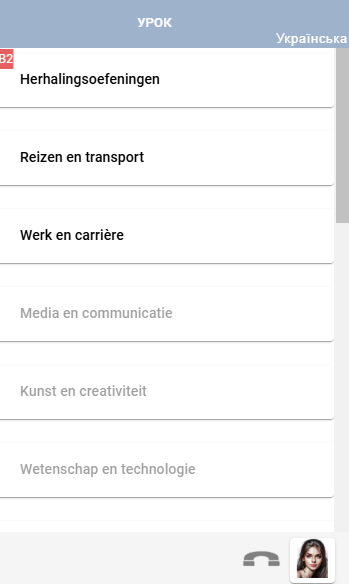 УРОК
Українська
B2
Herhalingsoefeningen
Reizen en transport
Werk en carrière
Media en communicatie
Kunst en creativiteit
Wetenschap en technologie